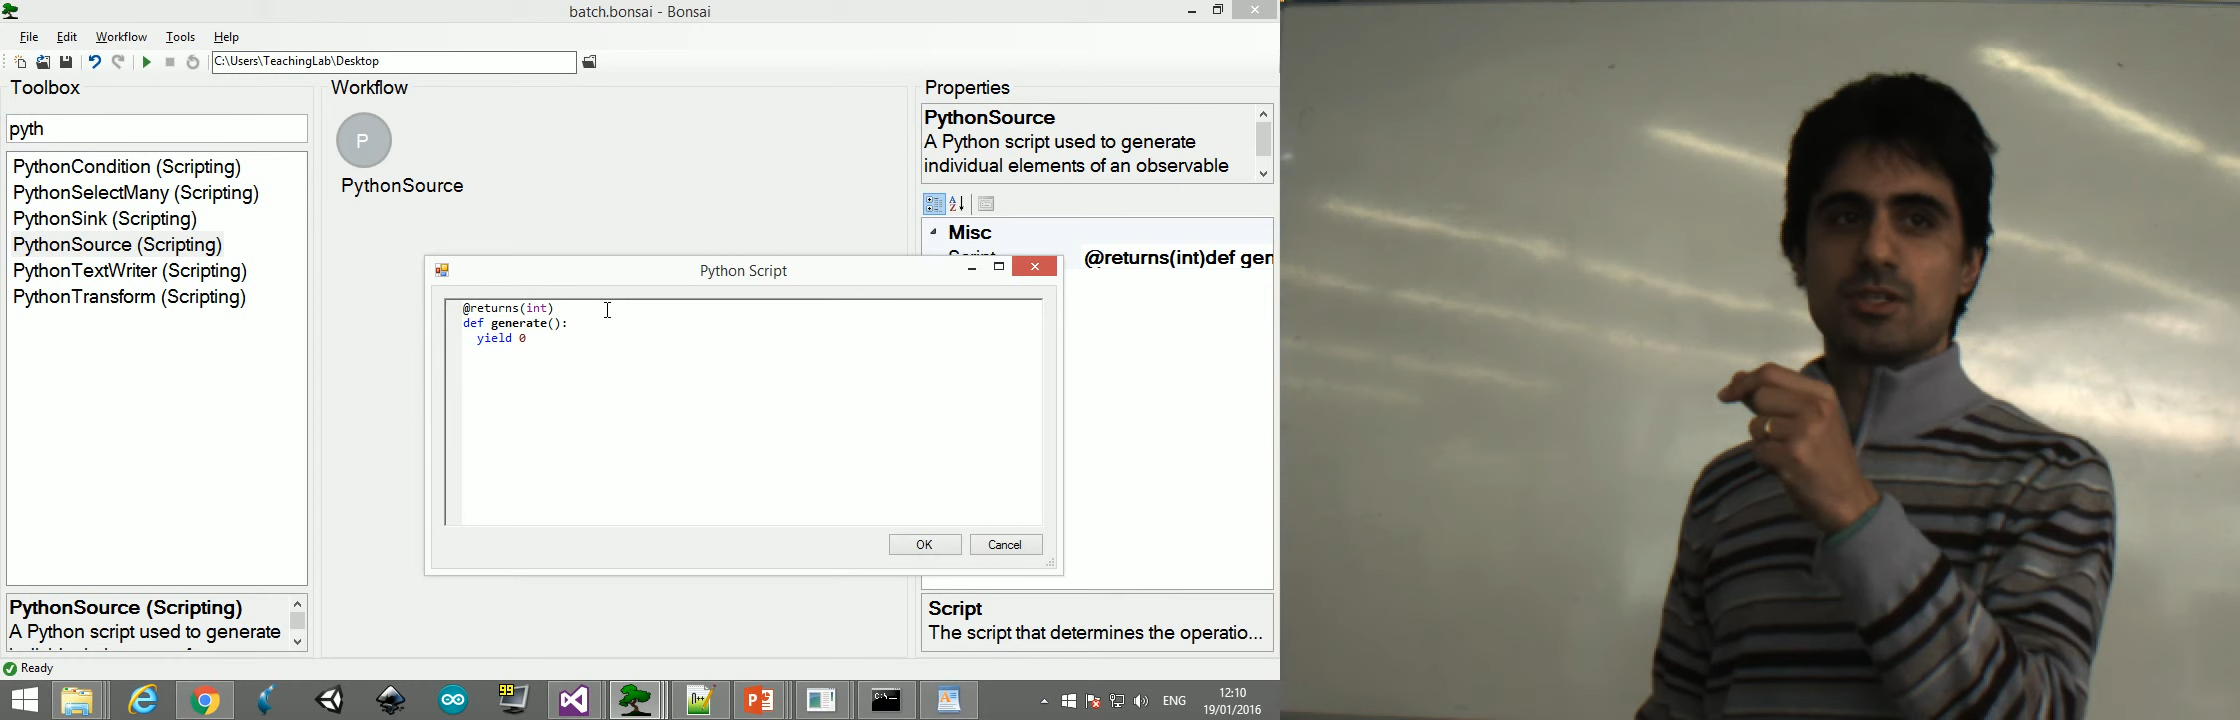 batch.bonsai - Bonsai
File Edit Workflow Tools Help
C:\Users\TeachingLab\Desktop
Toolbox
pyth
PythonCondition (Scripting)
PythonSelectMany (Scripting)
PythonSink (Scripting)
PythonSource (Scripting)
PythonTextWriter (Scripting)
PythonTransform (Scripting)
PythonSource (Scripting)
A Python script used to generate
Workflow
P
PythonSource
Python Script
@returns(int)
def generate():
yield 0
OK Cancel
Properties
PythonSource
A Python script used to generate
individual elements of an observable
Misc
Script @returns(int)def gen
Script
The script that determines the operatio...
Ready
99
ENG
12:10
19/01/2016